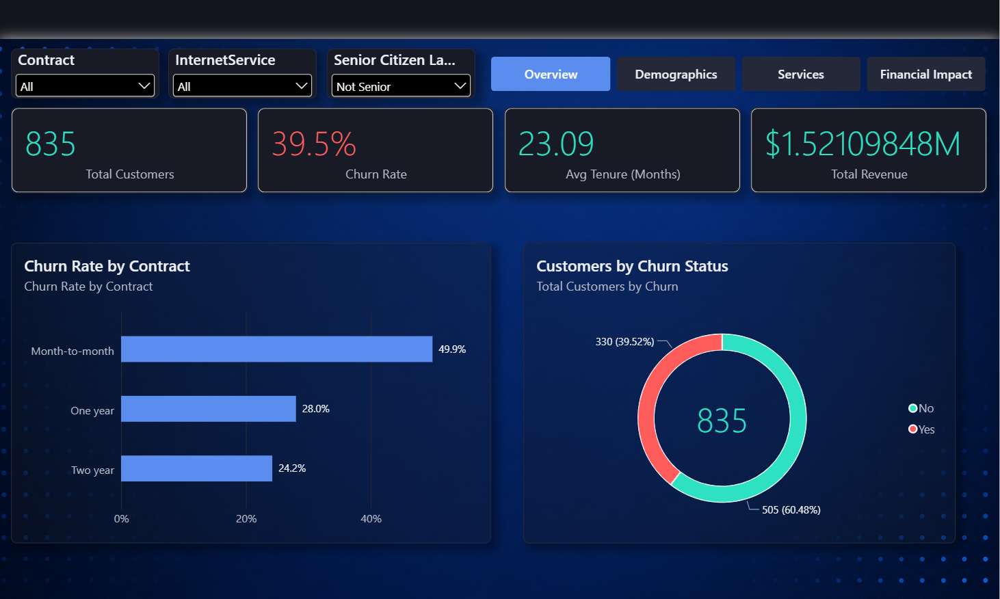 Contract
All
InternetService
All
Senior Citizen La...
Not Senior
Overview
Demographics
Services
Financial Impact
835
Total Customers
39.5%
Churn Rate
23.09
Avg Tenure (Months)
$1.52109848M
Total Revenue
Churn Rate by Contract
Churn Rate by Contract
Month-to-month
49.9%
One year
28.0%
Two year
24.2%
0%
20%
40%
Customers by Churn Status
Total Customers by Churn
330 (39.52%)
835
505 (60.48%)
No
Yes